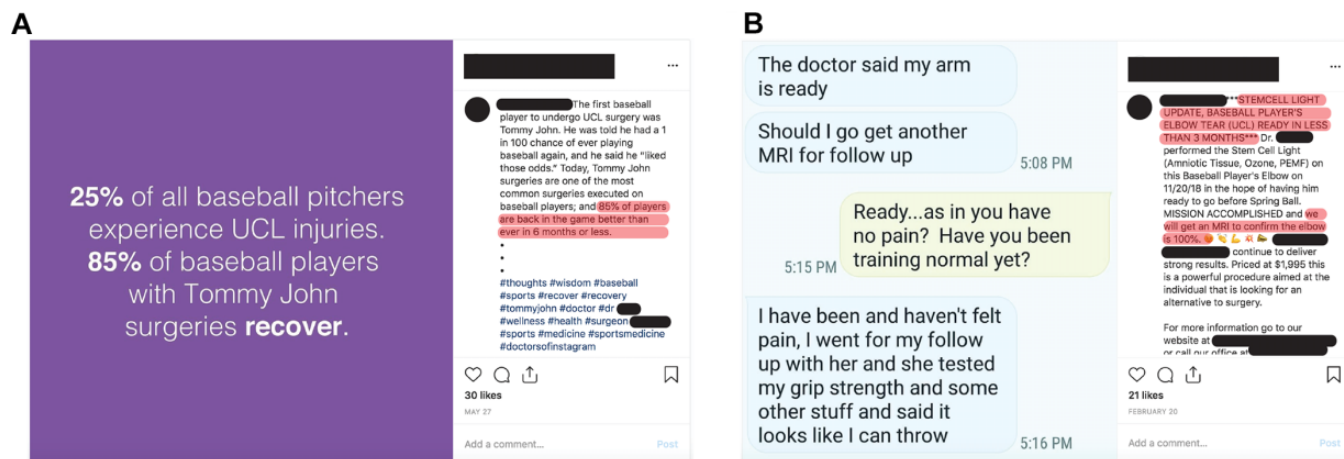 A
25% of all baseball pitchers
experience UCL injuries.
85% of baseball players
with Tommy John
surgeries recover.
...
The first baseball
player to undergo UCL surgery was
Tommy John. He was told he had a 1
in 100 chance of ever playing
baseball again, and he said he “liked
those odds.” Today, Tommy John
surgeries are one of the most
common surgeries executed on
baseball players; and 85% of players
are back in the game better than
ever in 6 months or less.
•
•
•
•
#thoughts #wisdom #baseball
#sports #recover #recovery
#tommyjohn #doctor #dr
#wellness #health #surgeon
#sports #medicine #sportsmedicine
#doctorsofinstagram
30 likes
MAY 27
Add a comment...
Post
B
The doctor said my arm
is ready
Should I go get another
MRI for follow up
5:08 PM
Ready...as in you have
no pain? Have you been
training normal yet?
5:15 PM
I have been and haven't felt
pain, I went for my follow
up with her and she tested
my grip strength and some
other stuff and said it
looks like I can throw
5:16 PM
...
***STEMCELL LIGHT
UPDATE, BASEBALL PLAYER'S
ELBOW TEAR (UCL) READY IN LESS
THAN 3 MONTHS*** Dr.
performed the Stem Cell Light
(Amniotic Tissue, Ozone, PEMF) on
this Baseball Player's Elbow on
11/20/18 in the hope of having him
ready to go before Spring Ball.
MISSION ACCOMPLISHED and we
will get an MRI to confirm the elbow
is 100%.
continue to deliver
strong results. Priced at $1,995 this
is a powerful procedure aimed at the
individual that is looking for an
alternative to surgery.
For more information go to our
website at
or call our office at
21 likes
FEBRUARY 20
Add a comment...
Post